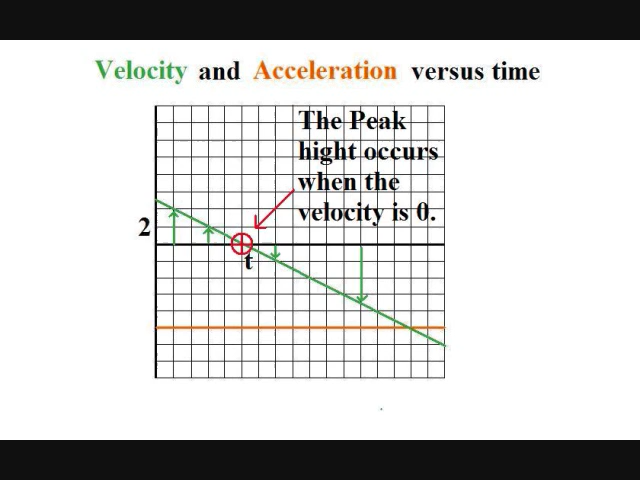 Velocity and Acceleration versus time
The Peak
hight occurs
when the
velocity is 0.
2
t